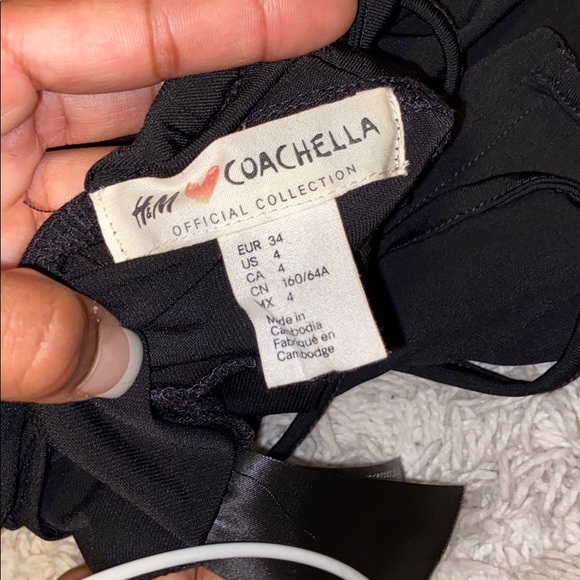 H&M COACHELLA
OFFICIAL COLLECTION
EUR 34
US 4
CA 4
CN 160/64A
MX 4
Made in
Cambodia
Fabriqué en
Cambodge